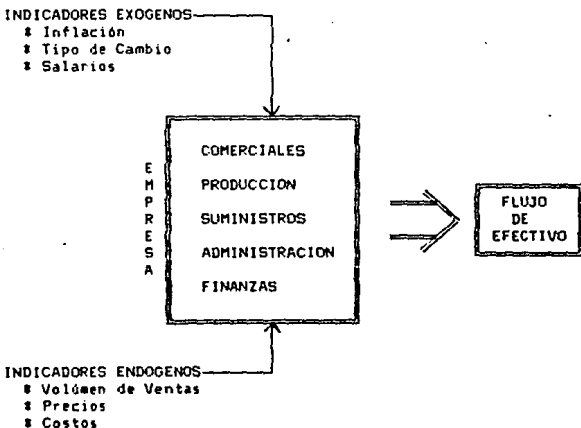 INDICADORES EXOGENOS
* Inflación
* Tipo de Cambio
* Salarios
EMPRESA
COMERCIALES
PRODUCCION
SUMINISTROS
ADMINISTRACION
FINANZAS
FLUJO
DE
EFECTIVO
INDICADORES ENDOGENOS
* Volúmen de Ventas
* Precios
* Costos